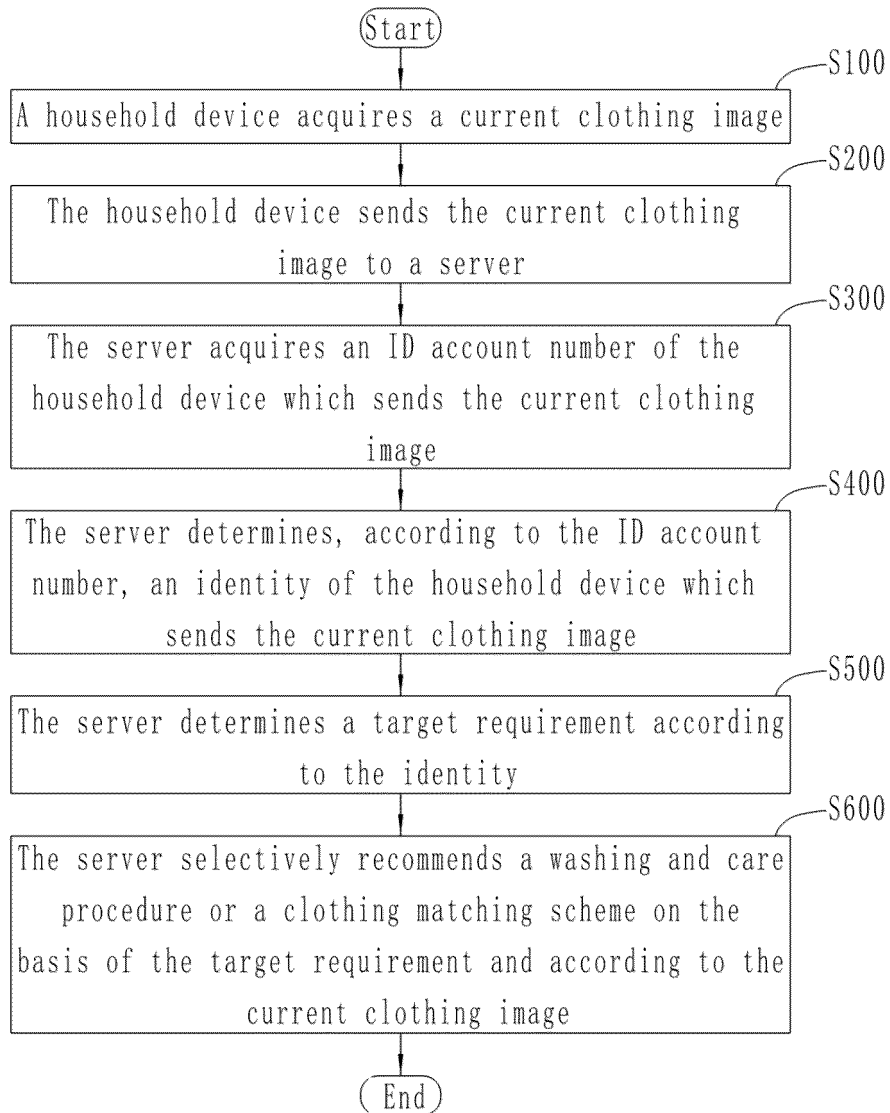 Start
S100
A household device acquires a current clothing image
S200
The household device sends the current clothing
image to a server
S300
The server acquires an ID account number of the
household device which sends the current clothing
image
S400
The server determines, according to the ID account
number, an identity of the household device which
sends the current clothing image
S500
The server determines a target requirement according
to the identity
S600
The server selectively recommends a washing and care
procedure or a clothing matching scheme on the
basis of the target requirement and according to the
current clothing image
End